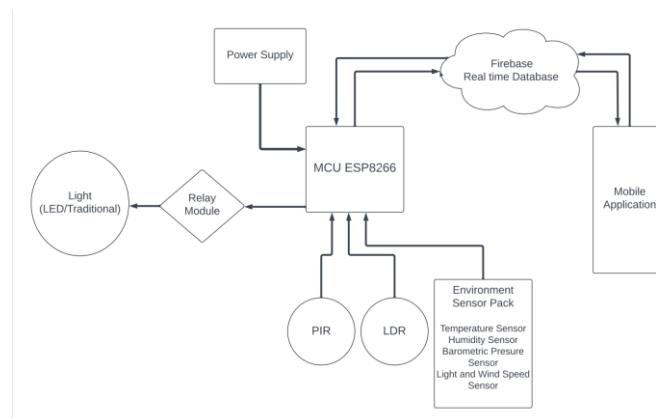 Power Supply
Firebase
Real time Database
MCU ESP8266
Light
(LED/Traditional)
Relay
Module
Mobile
Application
PIR
LDR
Environment
Sensor Pack
Temperature Sensor
Humidity Sensor
Barometric Presure
Sensor
Light and Wind Speed
Sensor